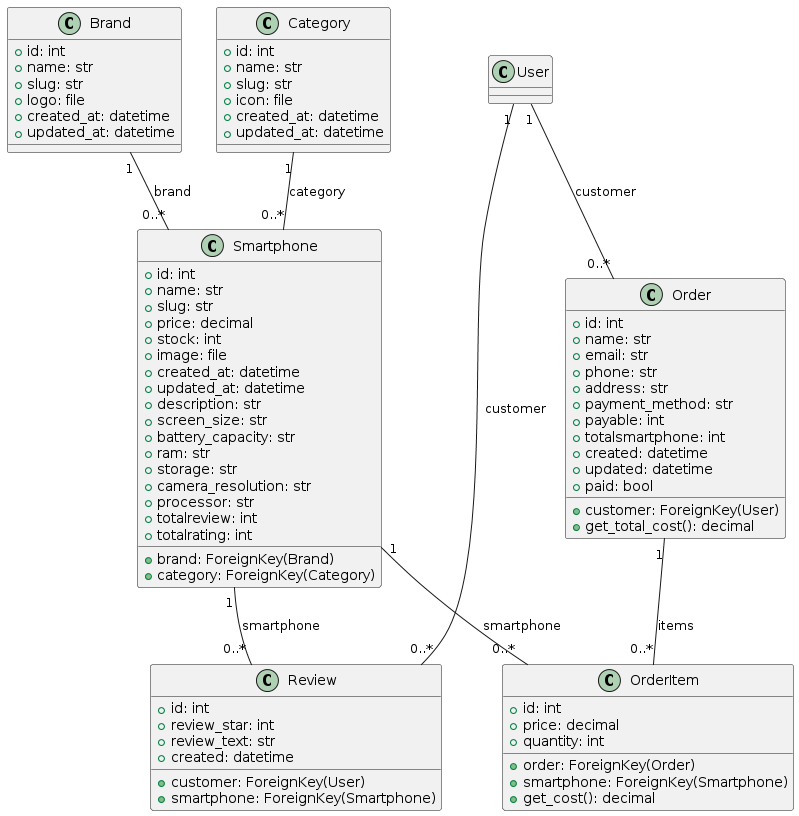 C Brand
id: int
name: str
slug: str
logo: file
created_at: datetime
updated_at: datetime
C Category
id: int
name: str
slug: str
icon: file
created_at: datetime
updated_at: datetime
C User
1
brand
0..*
1
category
0..*
1
customer
0..*
1
customer
0..*
C Smartphone
id: int
name: str
slug: str
price: decimal
stock: int
image: file
created_at: datetime
updated_at: datetime
description: str
screen_size: str
battery_capacity: str
ram: str
storage: str
camera_resolution: str
processor: str
totalreview: int
totalrating: int
brand: ForeignKey(Brand)
category: ForeignKey(Category)
C Order
id: int
name: str
email: str
phone: str
address: str
payment_method: str
payable: int
totalsmartphone: int
created: datetime
updated: datetime
paid: bool
customer: ForeignKey(User)
get_total_cost(): decimal
1
smartphone
0..*
1
smartphone
0..*
1
items
0..*
C Review
id: int
review_star: int
review_text: str
created: datetime
customer: ForeignKey(User)
smartphone: ForeignKey(Smartphone)
C OrderItem
id: int
price: decimal
quantity: int
order: ForeignKey(Order)
smartphone: ForeignKey(Smartphone)
get_cost(): decimal